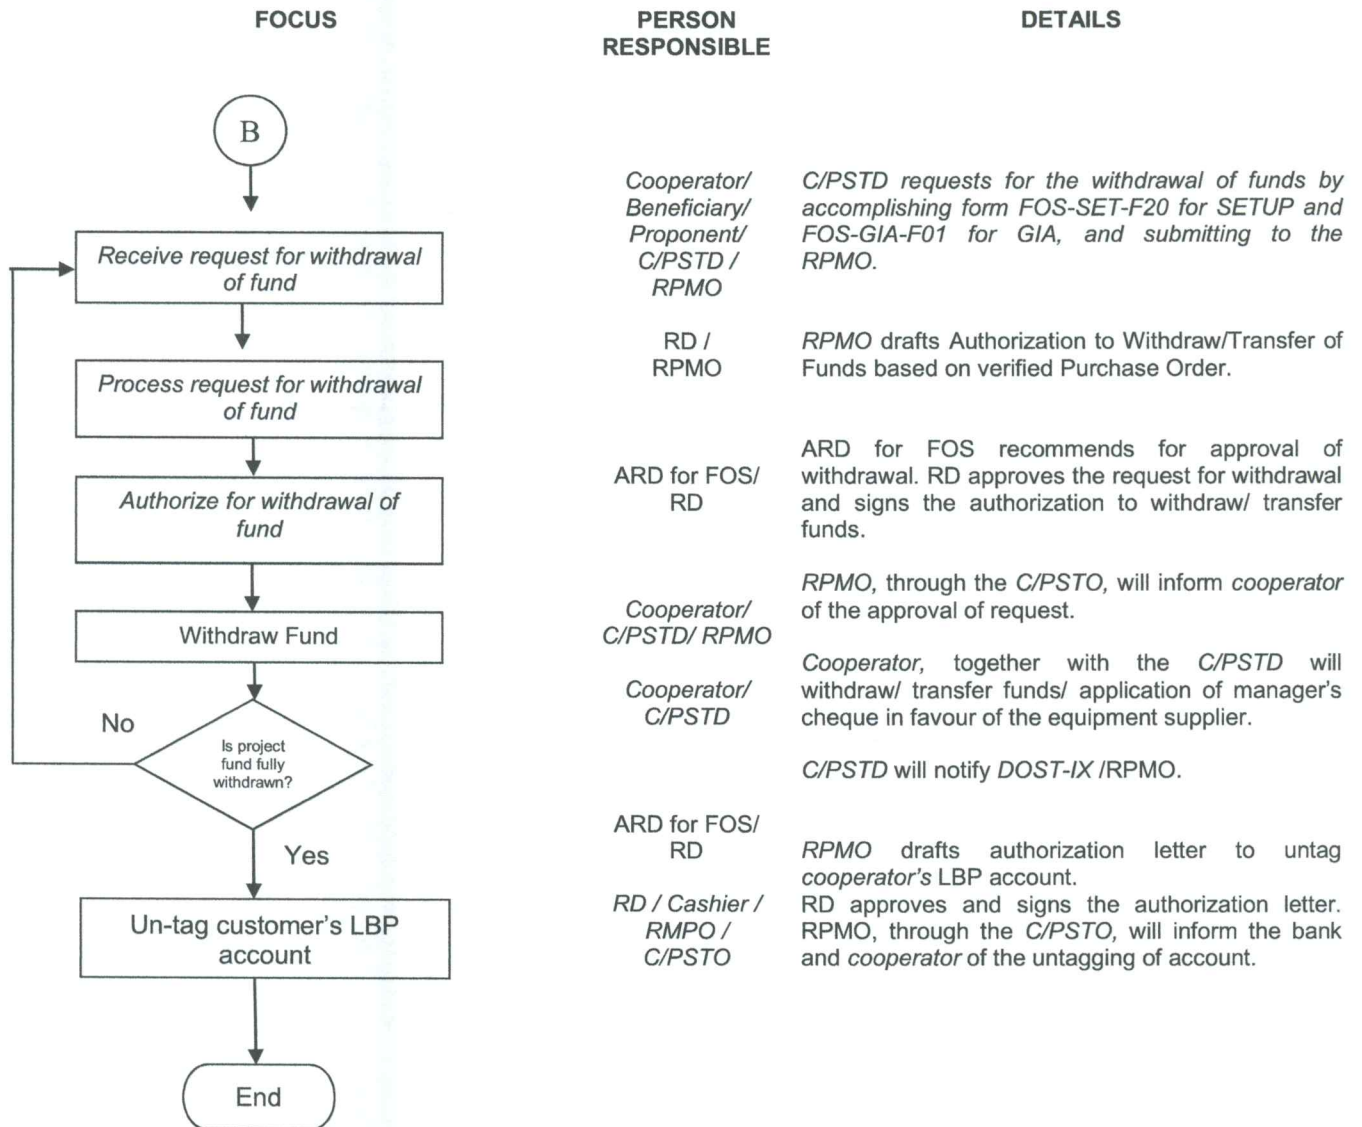 FOCUS
PERSON
RESPONSIBLE
DETAILS
B
Receive request for withdrawal
of fund
Cooperator/
Beneficiary/
Proponent/
C/PSTD /
RPMO
C/PSTD requests for the withdrawal of funds by
accomplishing form FOS-SET-F20 for SETUP and
FOS-GIA-F01 for GIA, and submitting to the
RPMO.
Process request for withdrawal
of fund
RD /
RPMO
RPMO drafts Authorization to Withdraw/Transfer of
Funds based on verified Purchase Order.
Authorize for withdrawal of
fund
ARD for FOS/
RD
ARD for FOS recommends for approval of
withdrawal. RD approves the request for withdrawal
and signs the authorization to withdraw/ transfer
funds.
Withdraw Fund
Cooperator/
C/PSTD/ RPMO
RPMO, through the C/PSTO, will inform cooperator
of the approval of request.
Cooperator/
C/PSTD
Cooperator, together with the C/PSTD will
withdraw/ transfer funds/ application of manager's
cheque in favour of the equipment supplier.
No
Is project
fund fully
withdrawn?
C/PSTD will notify DOST-IX /RPMO.
Yes
ARD for FOS/
RD
RPMO drafts authorization letter to untag
cooperator's LBP account.
Un-tag customer's LBP
account
RD / Cashier /
RMPO /
C/PSTO
RD approves and signs the authorization letter.
RPMO, through the C/PSTO, will inform the bank
and cooperator of the untagging of account.
End